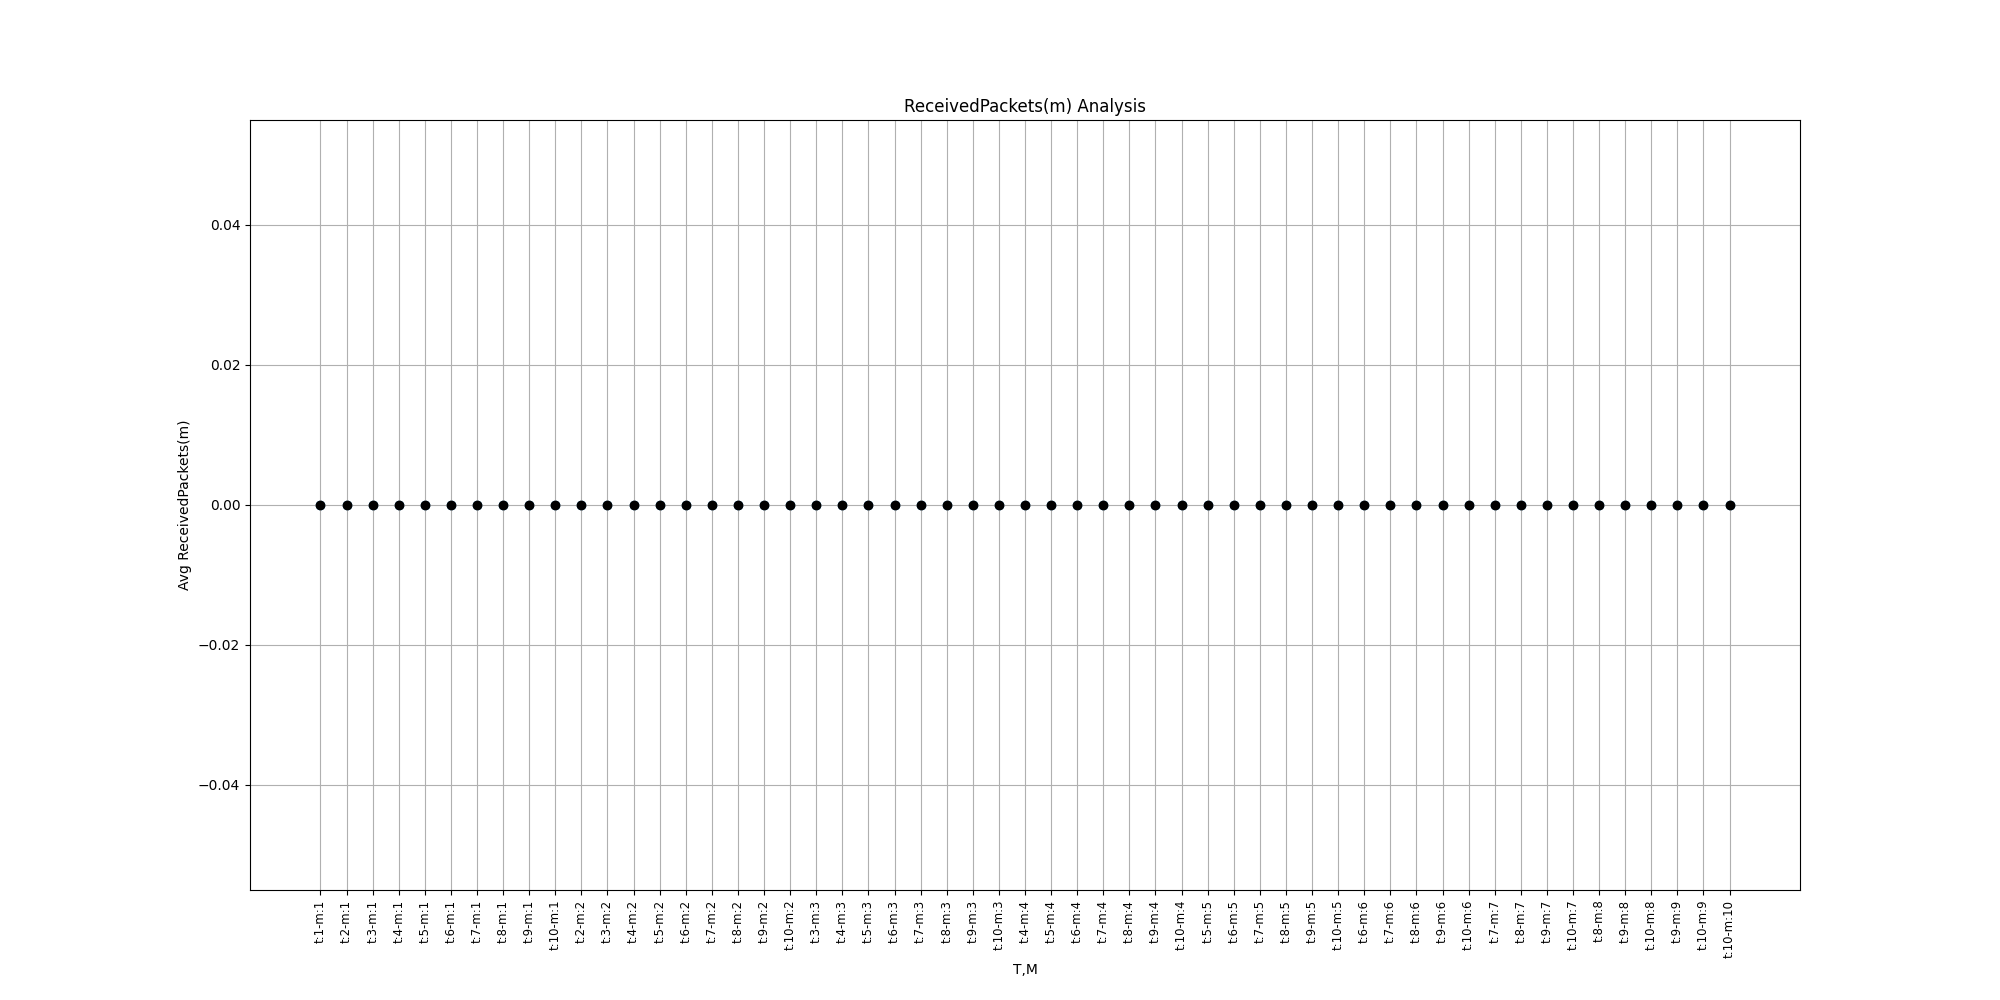 ReceivedPackets(m) Analysis
0.04
0.02
0.00
−0.02
−0.04
Avg ReceivedPackets(m)
t:1-m:1
t:2-m:1
t:3-m:1
t:4-m:1
t:5-m:1
t:6-m:1
t:7-m:1
t:8-m:1
t:9-m:1
t:10-m:1
t:2-m:2
t:3-m:2
t:4-m:2
t:5-m:2
t:6-m:2
t:7-m:2
t:8-m:2
t:9-m:2
t:10-m:2
t:3-m:3
t:4-m:3
t:5-m:3
t:6-m:3
t:7-m:3
t:8-m:3
t:9-m:3
t:10-m:3
t:4-m:4
t:5-m:4
t:6-m:4
t:7-m:4
t:8-m:4
t:9-m:4
t:10-m:4
t:5-m:5
t:6-m:5
t:7-m:5
t:8-m:5
t:9-m:5
t:10-m:5
t:6-m:6
t:7-m:6
t:8-m:6
t:9-m:6
t:10-m:6
t:7-m:7
t:8-m:7
t:9-m:7
t:10-m:7
t:8-m:8
t:9-m:8
t:10-m:8
t:9-m:9
t:10-m:9
t:10-m:10
T,M